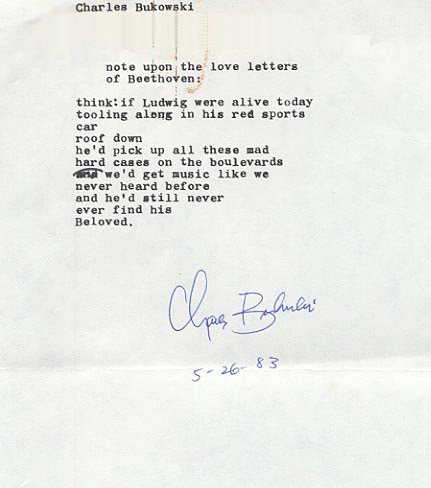 Charles Bukowski
note upon the love letters
of Beethoven:
think:if Ludwig were alive today
tooling along in his red sports
car
roof down
he'd pick up all these mad
hard cases on the boulevards
and we'd get music like we
never heard before
and he'd still never
ever find his
Beloved.
Charles Bukowski
5-26-83